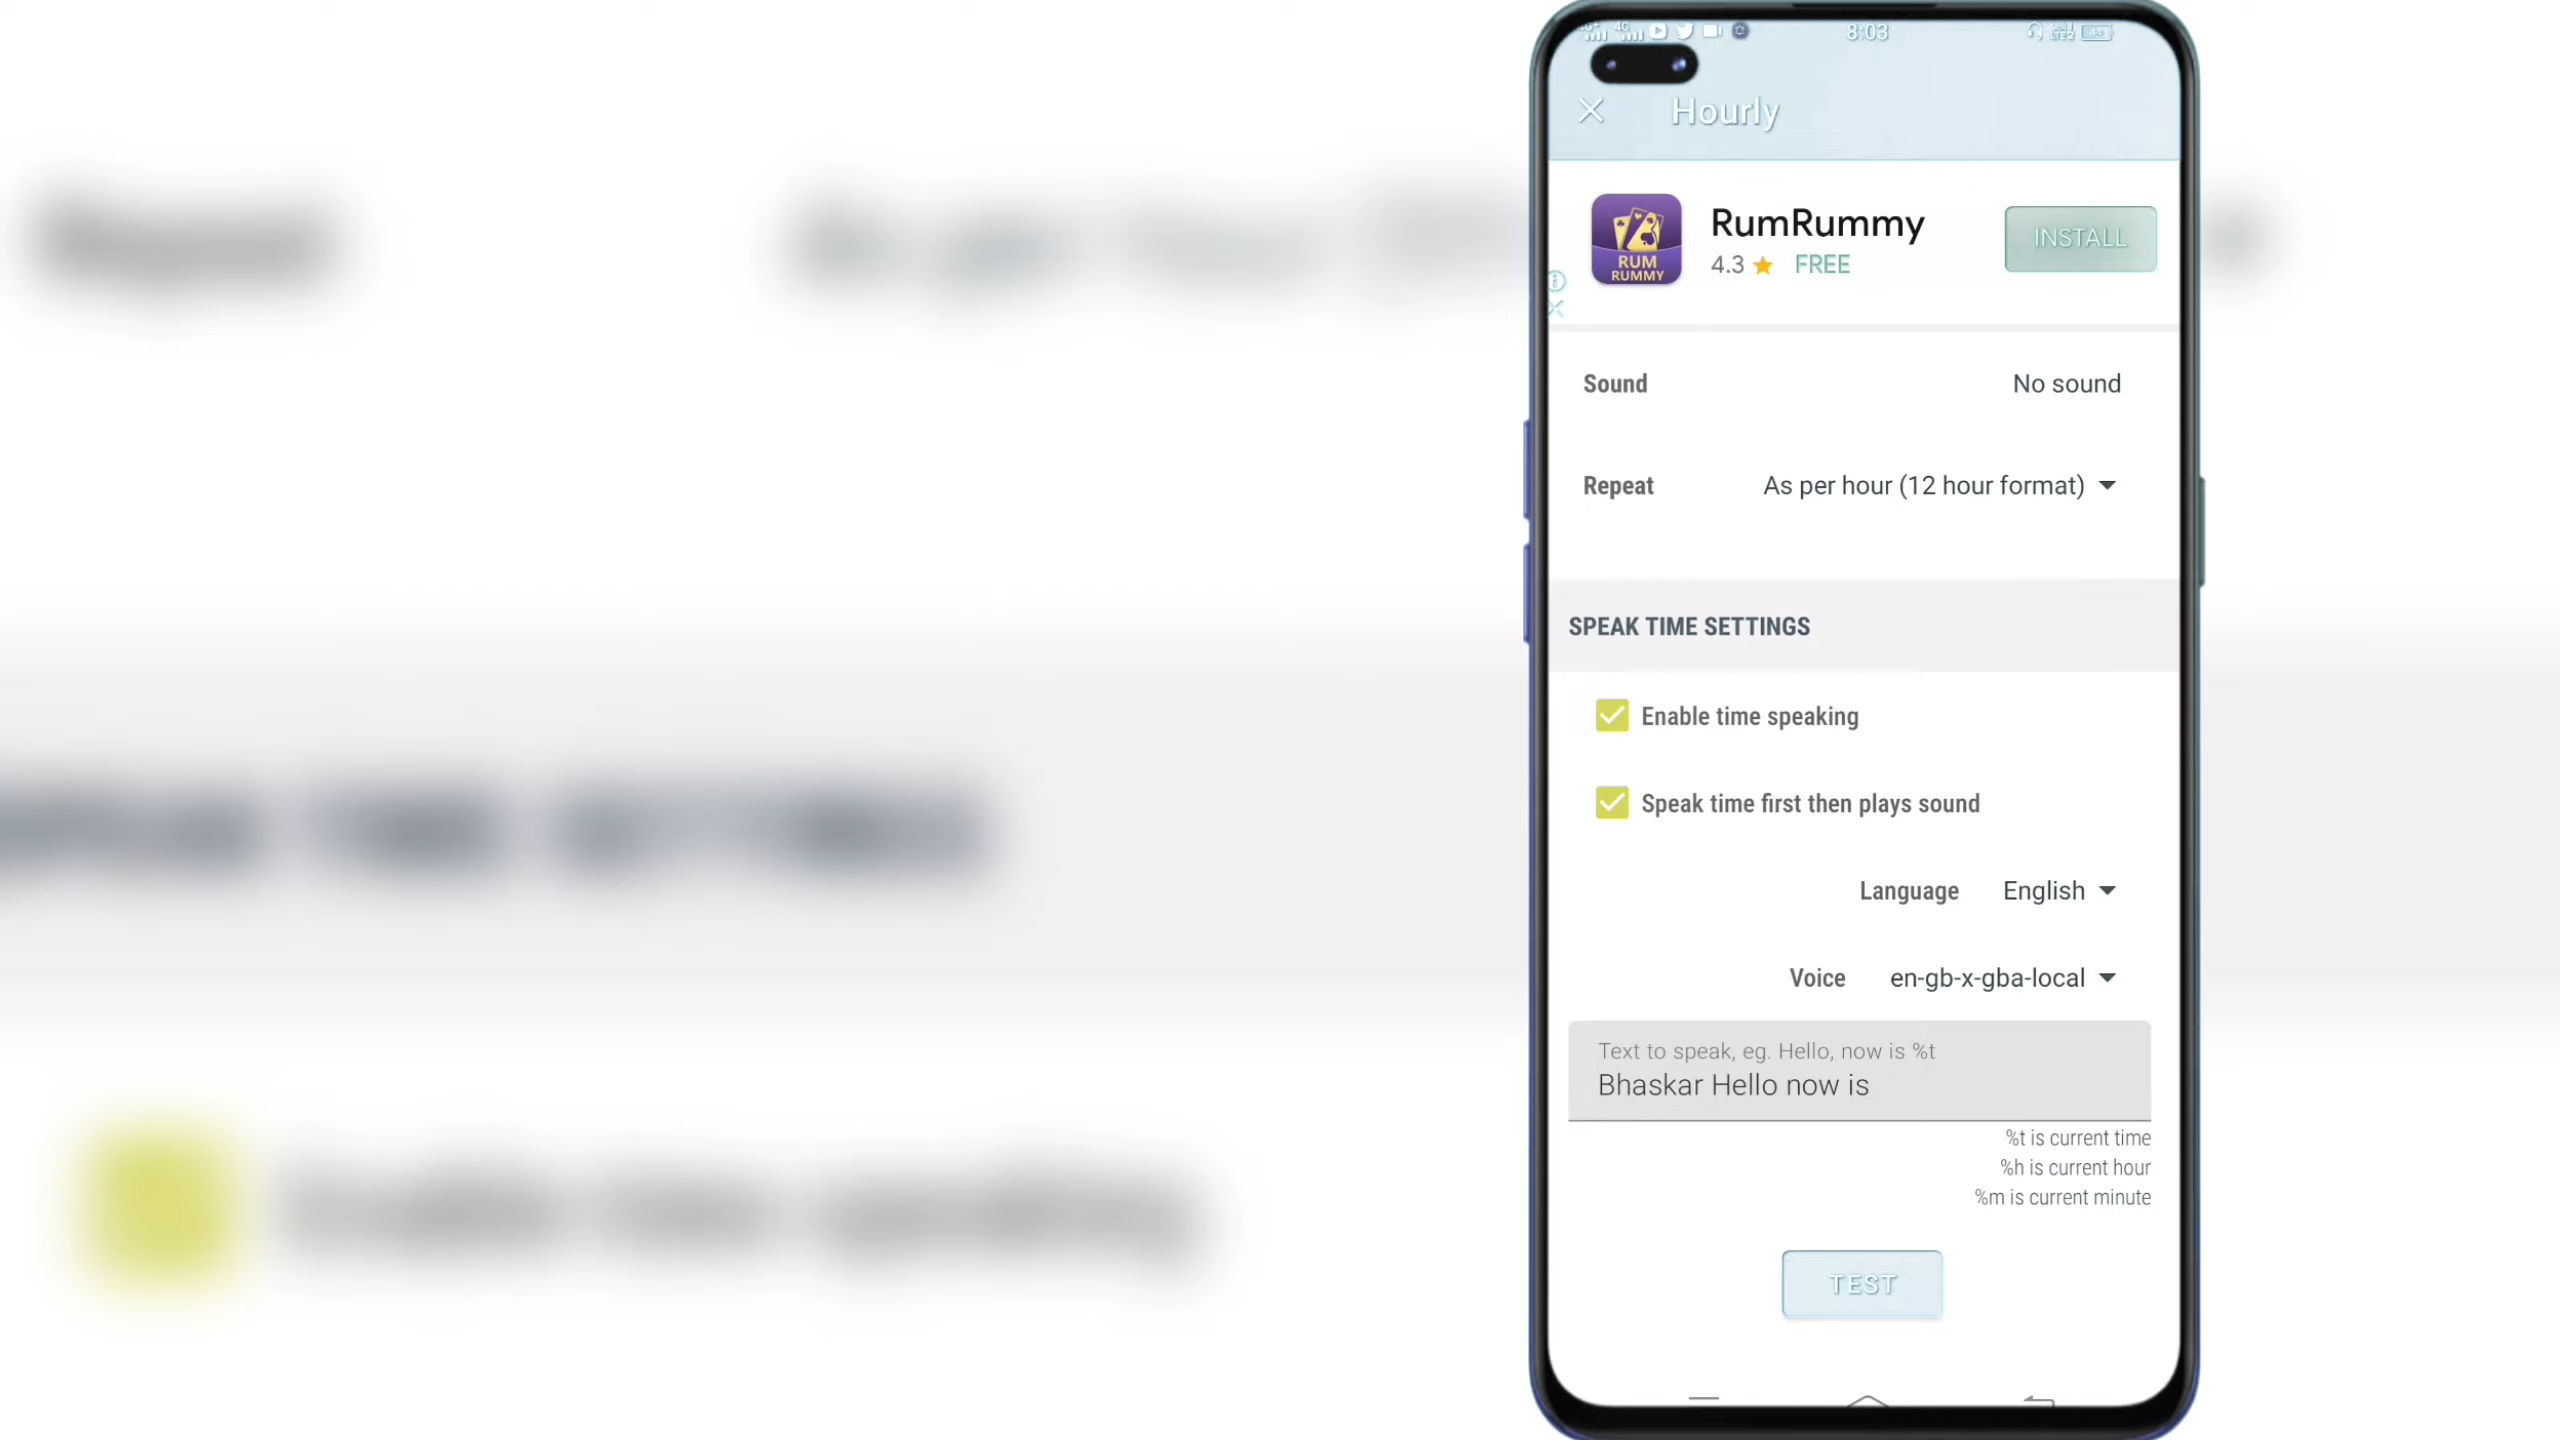 8:03
Hourly
RumRummy
4.3 FREE
INSTALL
RUM
RUMMY
Sound No sound
Repeat As per hour (12 hour format)
SPEAK TIME SETTINGS
Enable time speaking
Speak time first then plays sound
Language English
Voice en-gb-x-gba-local
Text to speak, eg. Hello, now is %t
Bhaskar Hello now is
%t is current time
%h is current hour
%m is current minute
TEST